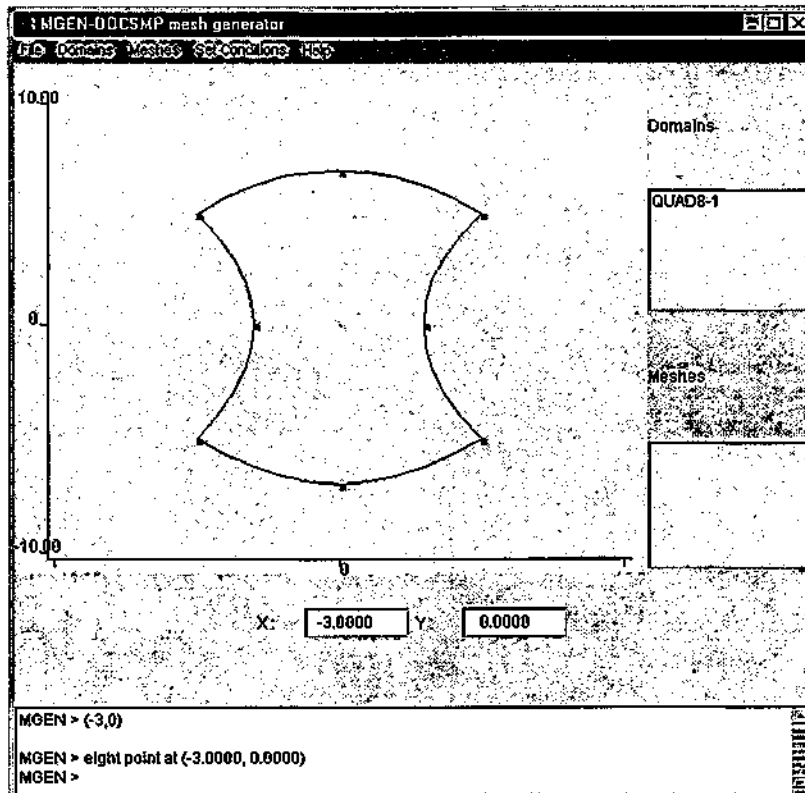 MGEN-OOCSMP mesh generator
File Domains Meshes Set Conditions Help
10.00
Domains
QUAD8-1
0
Meshes
-10.00
0
X: -3.0000 Y: 0.0000
MGEN > (-3,0)
MGEN > eight point at (-3.0000, 0.0000)
MGEN >